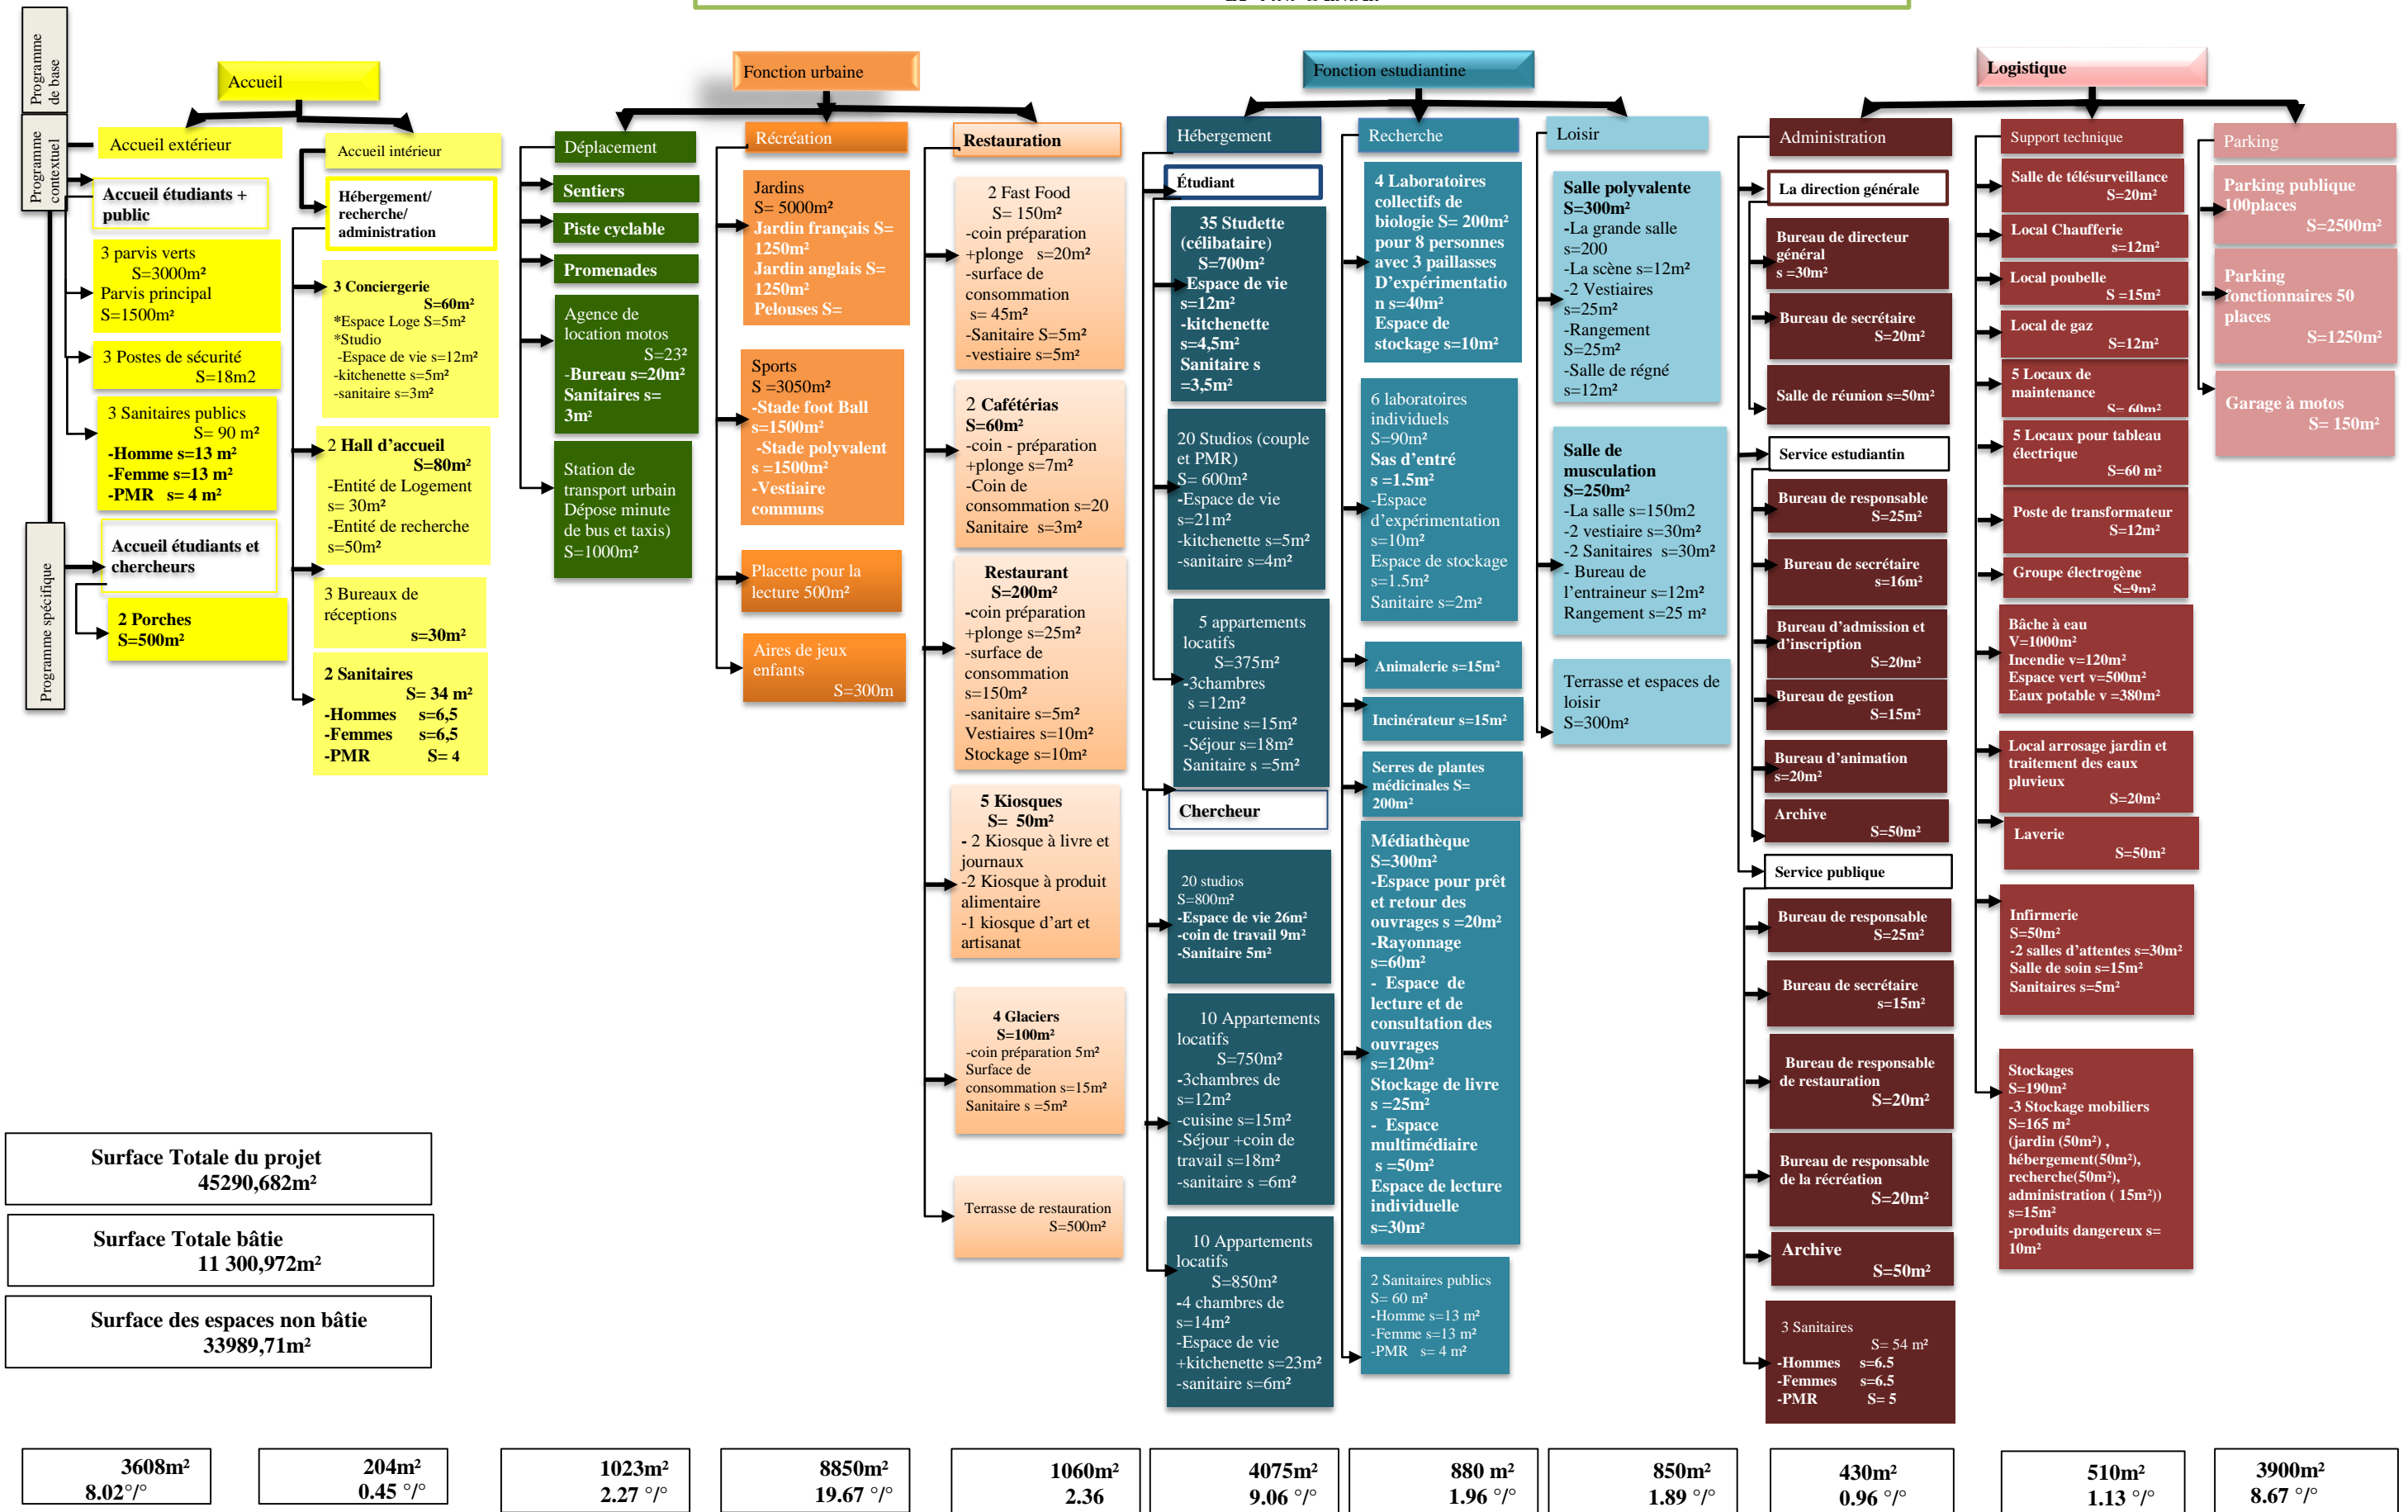 Programme
de base
Programme
contextuel
Programme spécifique
Accueil
Accueil extérieur
Accueil étudiants +
public
3 parvis verts
S=3000m²
Parvis principal
S=1500m²
3 Postes de sécurité
S=18m2
3 Sanitaires publics
S= 90 m²
-Homme s=13 m²
-Femme s=13 m²
-PMR s= 4 m²
Accueil étudiants et
chercheurs
2 Porches
S=500m²
Accueil intérieur
Hébergement/
recherche/
administration
3 Conciergerie
S=60m²
*Espace Loge S=5m²
*Studio
-Espace de vie s=12m²
-kitchenette s=5m²
-sanitaire s=3m²
2 Hall d’accueil
S=80m²
-Entité de Logement
s= 30m²
-Entité de recherche
s=50m²
3 Bureaux de
réceptions
s=30m²
2 Sanitaires
S= 34 m²
-Hommes s=6,5
-Femmes s=6,5
-PMR S= 4
Fonction urbaine
Déplacement
Sentiers
Piste cyclable
Promenades
Agence de
location motos
S=23²
-Bureau s=20m²
Sanitaires s=
3m²
Station de
transport urbain
Dépose minute
de bus et taxis)
S=1000m²
Récréation
Jardins
S= 5000m²
Jardin français S=
1250m²
Jardin anglais S=
1250m²
Pelouses S=
Sports
S =3050m²
-Stade foot Ball
s=1500m²
-Stade polyvalent
s =1500m²
-Vestiaire
communs
Placette pour la
lecture 500m²
Aires de jeux
enfants
S=300m
Restauration
2 Fast Food
S= 150m²
-coin préparation
+plonge s=20m²
-surface de
consommation
s= 45m²
-Sanitaire S=5m²
-vestiaire s=5m²
2 Cafétérias
S=60m²
-coin - préparation
+plonge s=7m²
-Coin de
consommation s=20
Sanitaire s=3m²
Restaurant
S=200m²
-coin préparation
+plonge s=25m²
-surface de
consommation
s=150m²
-sanitaire s=5m²
Vestiaires s=10m²
Stockage s=10m²
5 Kiosques
S= 50m²
- 2 Kiosque à livre et
journaux
-2 Kiosque à produit
alimentaire
-1 kiosque d’art et
artisanat
4 Glaciers
S=100m²
-coin préparation 5m²
Surface de
consommation s=15m²
Sanitaire s =5m²
Terrasse de restauration
S=500m²
Fonction estudiantine
Hébergement
Étudiant
35 Studette
(célibataire)
S=700m²
-Espace de vie
s=12m²
-kitchenette
s=4,5m²
Sanitaire s
=3,5m²
20 Studios (couple
et PMR)
S= 600m²
-Espace de vie
s=21m²
-kitchenette s=5m²
-sanitaire s=4m²
5 appartements
locatifs
S=375m²
-3chambres
s =12m²
-cuisine s=15m²
-Séjour s=18m²
Sanitaire s =5m²
Chercheur
20 studios
S=800m²
-Espace de vie 26m²
-coin de travail 9m²
-Sanitaire 5m²
10 Appartements
locatifs
S=750m²
-3chambres de
s=12m²
-cuisine s=15m²
-Séjour +coin de
travail s=18m²
-sanitaire s =6m²
10 Appartements
locatifs
S=850m²
-4 chambres de
s=14m²
-Espace de vie
+kitchenette s=23m²
-sanitaire s=6m²
Recherche
4 Laboratoires
collectifs de
biologie S= 200m²
pour 8 personnes
avec 3 paillasses
D’expérimentatio
n s=40m²
Espace de
stockage s=10m²
6 laboratoires
individuels
S=90m²
Sas d’entré
s =1.5m²
-Espace
d’expérimentation
s=10m²
Espace de stockage
s=1.5m²
Sanitaire s=2m²
Animalerie s=15m²
Incinérateur s=15m²
Serres de plantes
médicinales S=
200m²
Médiathèque
S=300m²
-Espace pour prêt
et retour des
ouvrages s =20m²
-Rayonnage
s=60m²
- Espace de
lecture et de
consultation des
ouvrages
s=120m²
Stockage de livre
s =25m²
- Espace
multimédiaire
s =50m²
Espace de lecture
individuelle
s=30m²
2 Sanitaires publics
S= 60 m²
-Homme s=13 m²
-Femme s=13 m²
-PMR s= 4 m²
Loisir
Salle polyvalente
S=300m²
-La grande salle
s=200
-La scène s=12m²
-2 Vestiaires
s=25m²
-Rangement
S=25m²
-Salle de régné
s=12m²
Salle de
musculation
S=250m²
-La salle s=150m2
-2 vestiaire s=30m²
-2 Sanitaires s=30m²
- Bureau de
l’entraineur s=12m²
Rangement s=25 m²
Terrasse et espaces de
loisir
S=300m²
Logistique
Administration
La direction générale
Bureau de directeur
général
s =30m²
Bureau de secrétaire
S=20m²
Salle de réunion s=50m²
Service estudiantin
Bureau de responsable
S=25m²
Bureau de secrétaire
s=16m²
Bureau d’admission et
d’inscription
S=20m²
Bureau de gestion
S=15m²
Bureau d’animation
s=20m²
Archive
S=50m²
Service publique
Bureau de responsable
S=25m²
Bureau de secrétaire
s=15m²
Bureau de responsable
de restauration
S=20m²
Bureau de responsable
de la récréation
S=20m²
Archive
S=50m²
3 Sanitaires
S= 54 m²
-Hommes s=6.5
-Femmes s=6.5
-PMR S= 5
Support technique
Salle de télésurveillance
S=20m²
Local Chaufferie
s=12m²
Local poubelle
S =15m²
Local de gaz
S=12m²
5 Locaux de
maintenance
S= 60m²
5 Locaux pour tableau
électrique
S=60 m²
Poste de transformateur
S=12m²
Groupe électrogène
S=9m²
Bâche à eau
V=1000m²
Incendie v=120m²
Espace vert v=500m²
Eaux potable v =380m²
Local arrosage jardin et
traitement des eaux
pluvieux
S=20m²
Laverie
S=50m²
Infirmerie
S=50m²
-2 salles d’attentes s=30m²
Salle de soin s=15m²
Sanitaires s=5m²
Stockages
S=190m²
-3 Stockage mobiliers
S=165 m²
(jardin (50m²) ,
hébergement(50m²),
recherche(50m²),
administration ( 15m²))
s=15m²
-produits dangereux s=
10m²
Parking
Parking publique
100places
S=2500m²
Parking
fonctionnaires 50
places
S=1250m²
Garage à motos
S= 150m²
Surface Totale du projet
45290,682m²
Surface Totale bâtie
11 300,972m²
Surface des espaces non bâtie
33989,71m²
3608m²
8.02°/°
204m²
0.45 °/°
1023m²
2.27 °/°
8850m²
19.67 °/°
1060m²
2.36
4075m²
9.06 °/°
880 m²
1.96 °/°
850m²
1.89 °/°
430m²
0.96 °/°
510m²
1.13 °/°
3900m²
8.67 °/°